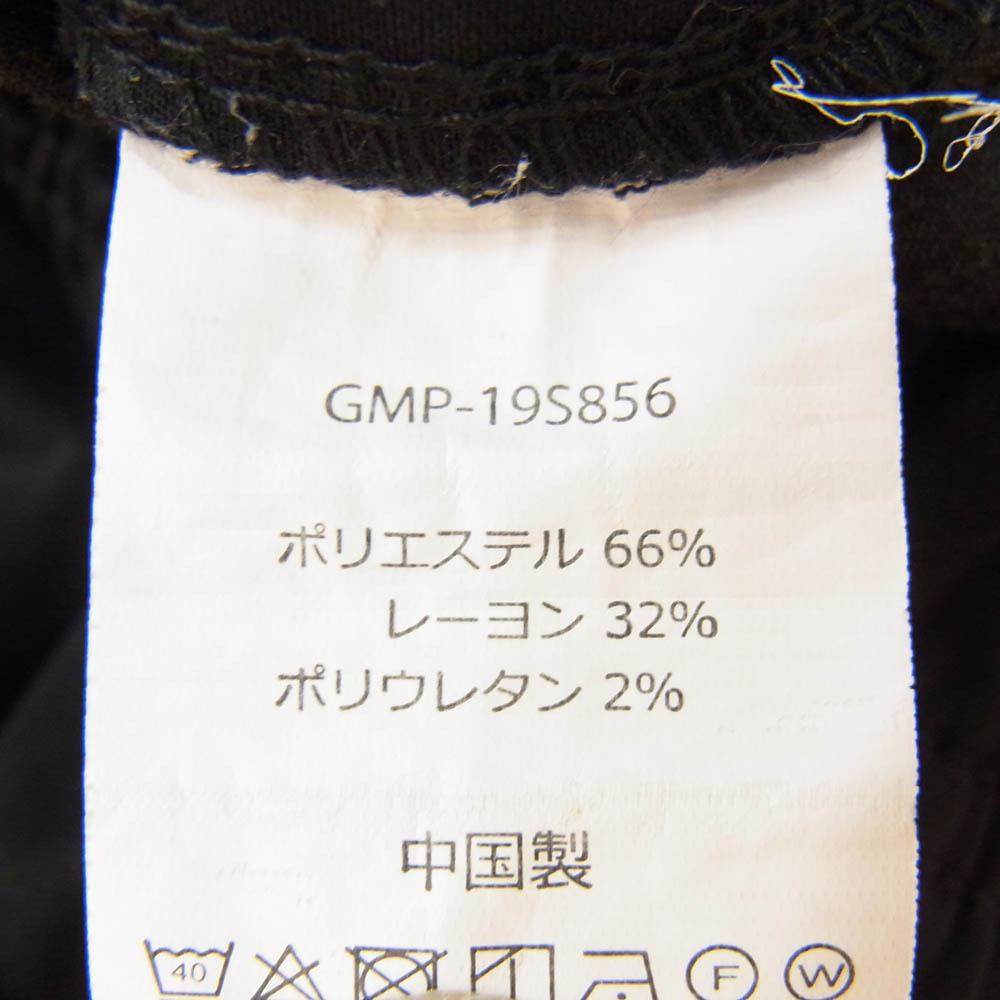 GMP-19S856
ポリエステル 66%
レーヨン 32%
ポリウレタン 2%
中国製
40 F W